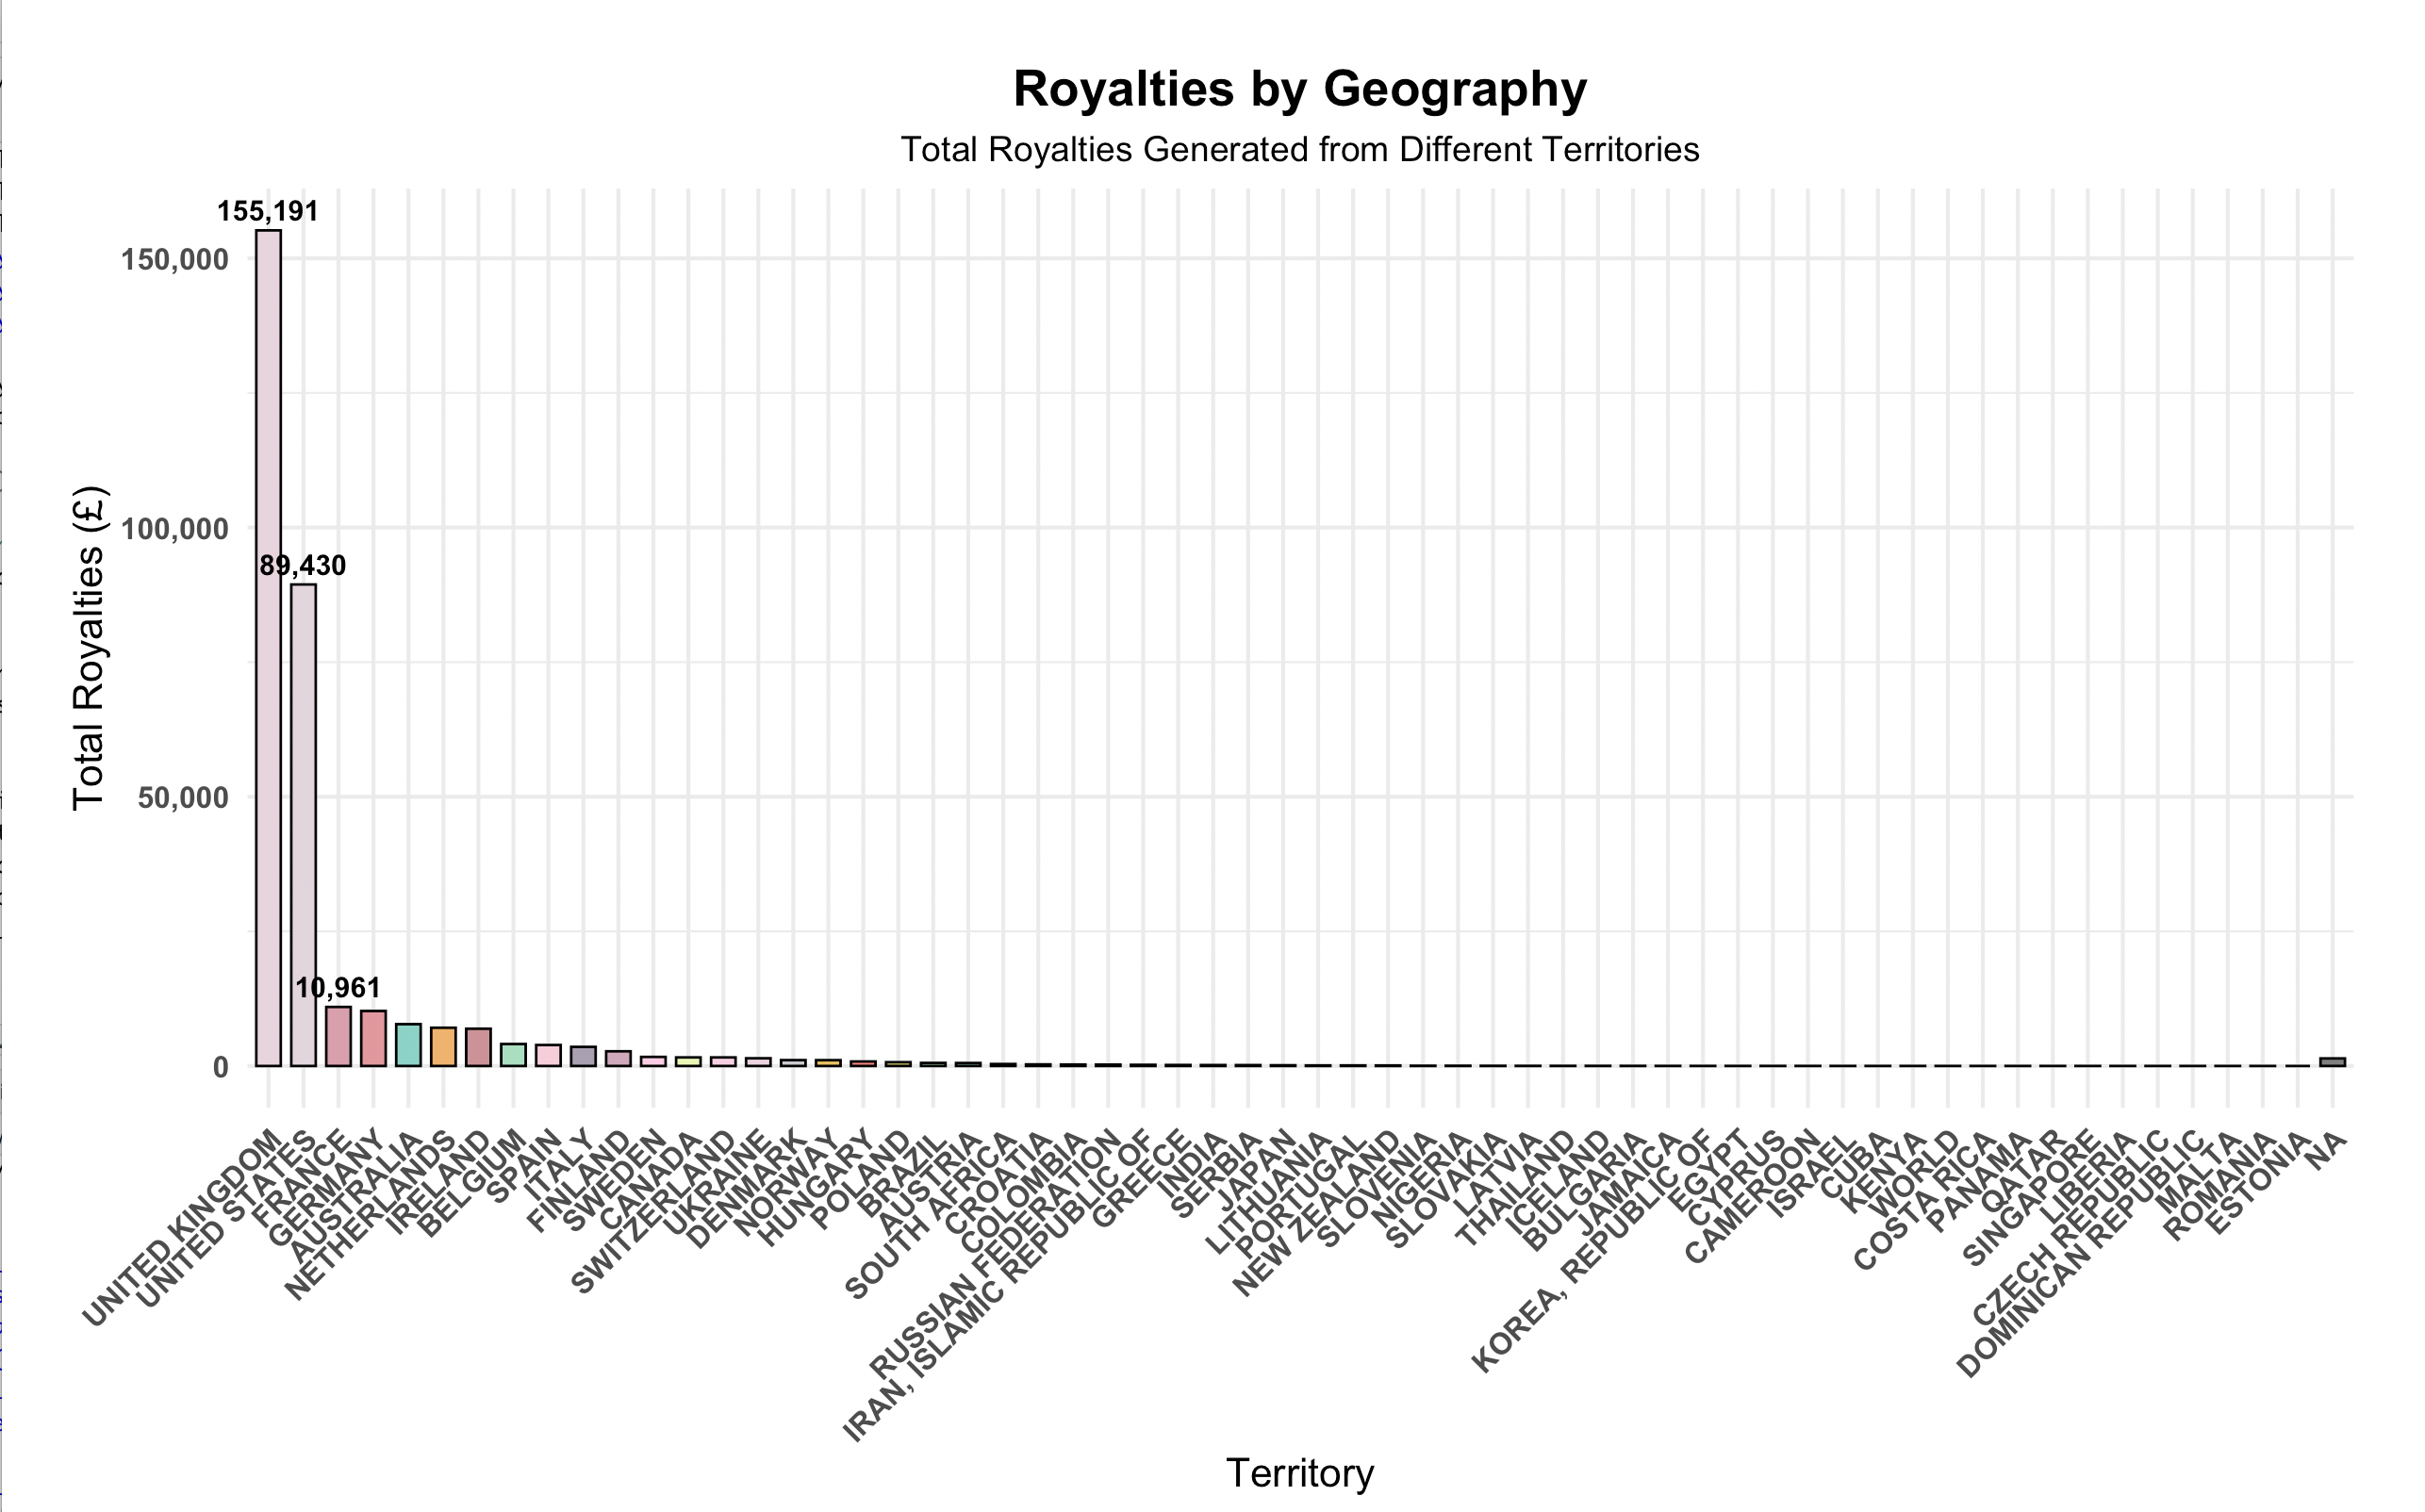 Royalties by Geography
Total Royalties Generated from Different Territories
155,191
150,000
100,000
89,430
50,000
10,961
0
Total Royalties (£)
UNITED KINGDOM
UNITED STATES
FRANCE
GERMANY
AUSTRALIA
NETHERLANDS
IRELAND
BELGIUM
SPAIN
ITALY
FINLAND
SWEDEN
CANADA
SWITZERLAND
UKRAINE
DENMARK
NORWAY
HUNGARY
POLAND
BRAZIL
AUSTRIA
SOUTH AFRICA
CROATIA
COLOMBIA
RUSSIAN FEDERATION
IRAN, ISLAMIC REPUBLIC OF
GREECE
INDIA
SERBIA
JAPAN
LITHUANIA
PORTUGAL
NEW ZEALAND
SLOVENIA
NIGERIA
SLOVAKIA
LATVIA
THAILAND
ICELAND
BULGARIA
JAMAICA
KOREA, REPUBLIC OF
EGYPT
CYPRUS
CAMEROON
ISRAEL
CUBA
KENYA
WORLD
COSTA RICA
PANAMA
QATAR
SINGAPORE
LIBERIA
CZECH REPUBLIC
DOMINICAN REPUBLIC
MALTA
ROMANIA
ESTONIA
NA
Territory